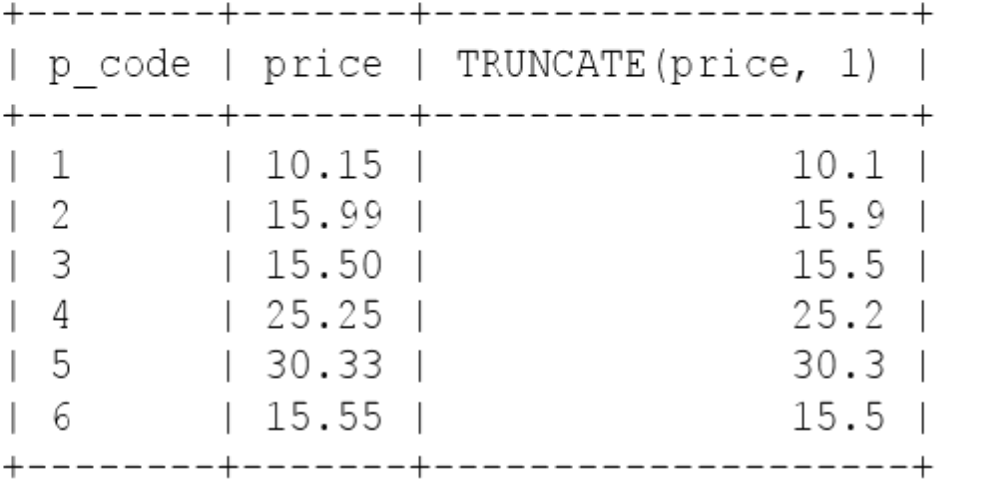 +--------+-------+--------------------+
| p_code | price | TRUNCATE(price, 1) |
+--------+-------+--------------------+
| 1      | 10.15 |               10.1 |
| 2      | 15.99 |               15.9 |
| 3      | 15.50 |               15.5 |
| 4      | 25.25 |               25.2 |
| 5      | 30.33 |               30.3 |
| 6      | 15.55 |               15.5 |
+--------+-------+--------------------+